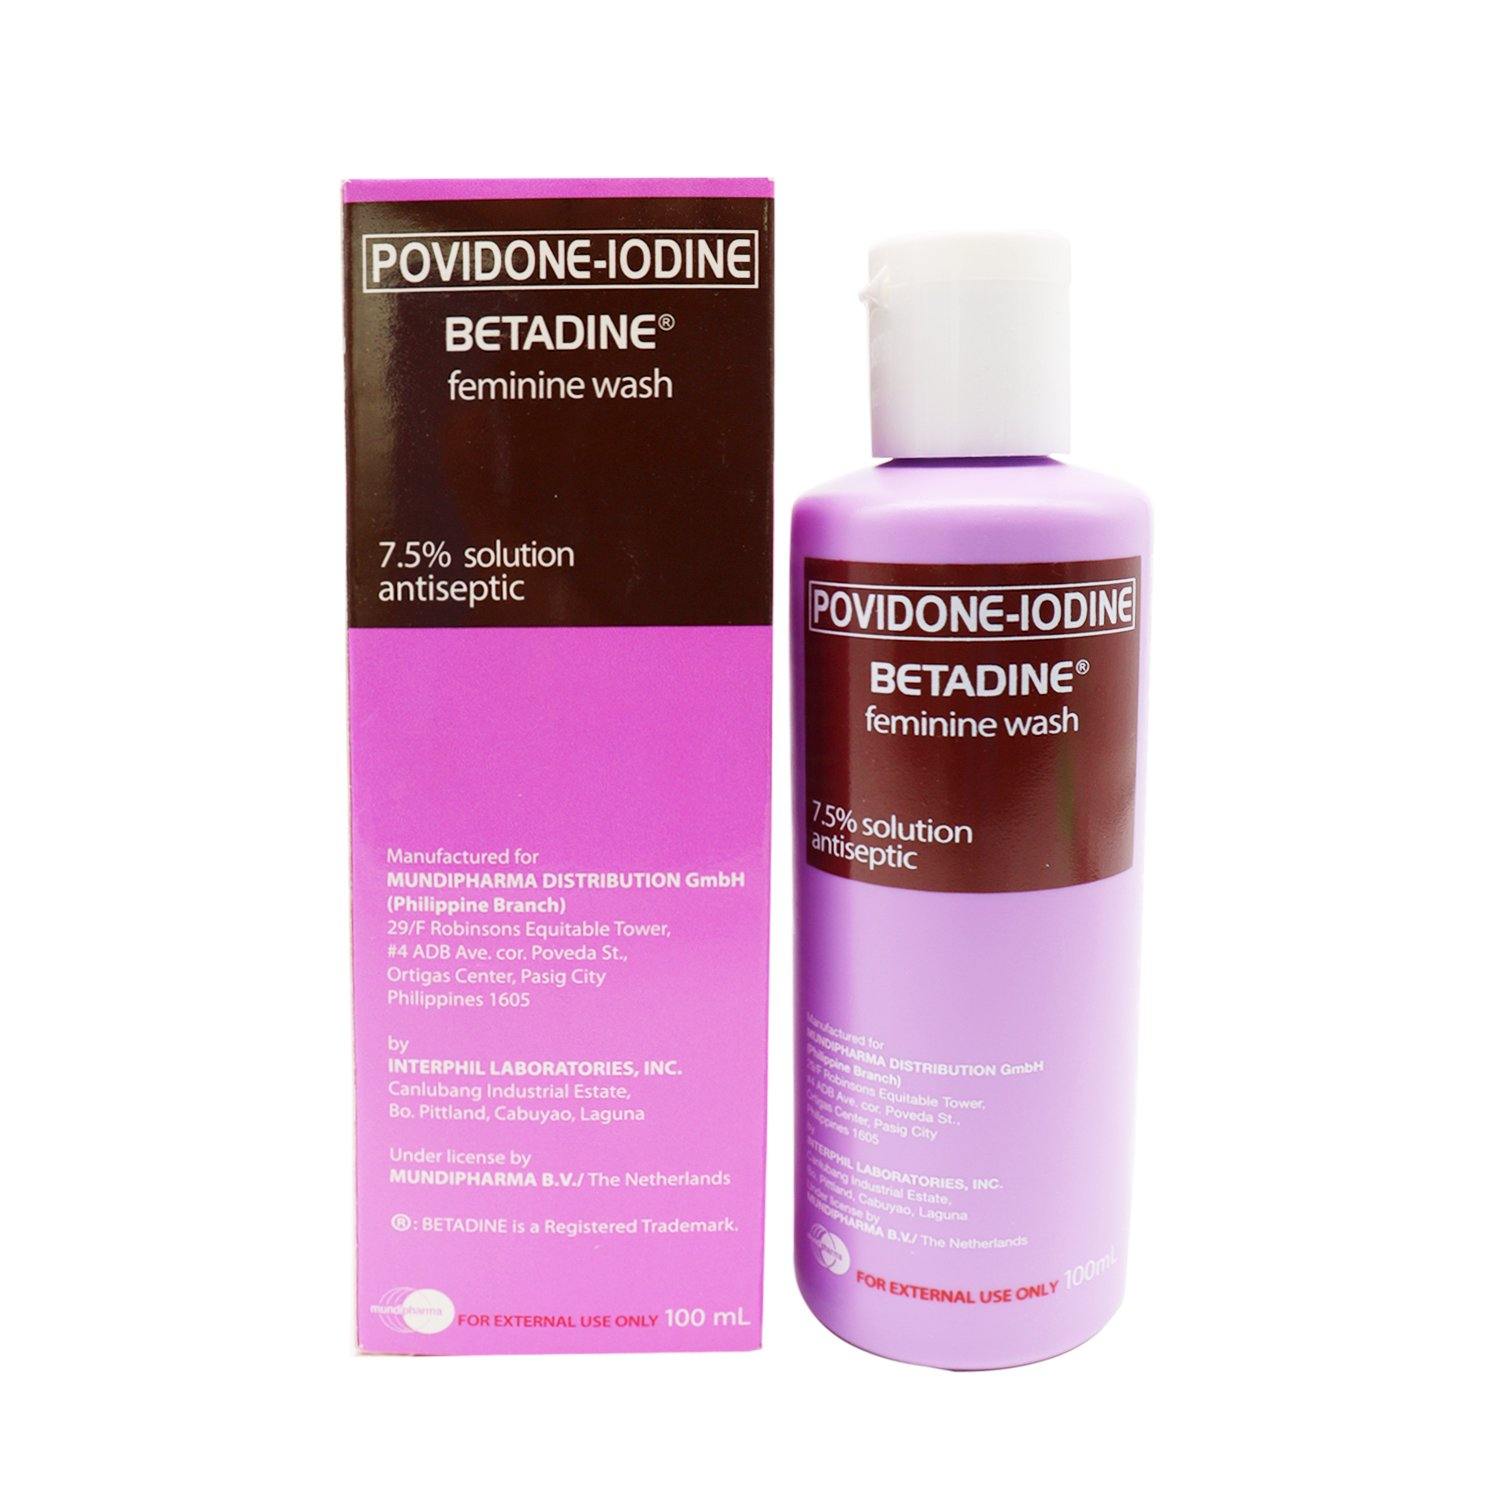 POVIDONE-IODINE
BETADINE®
feminine wash
7.5% solution
antiseptic
Manufactured for
MUNDIPHARMA DISTRIBUTION GmbH
(Philippine Branch)
29/F Robinsons Equitable Tower,
#4 ADB Ave. cor. Poveda St.,
Ortigas Center, Pasig City
Philippines 1605
by
INTERPHIL LABORATORIES, INC.
Canlubang Industrial Estate,
Bo. Pittland, Cabuyao, Laguna
Under license by
MUNDIPHARMA B.V./ The Netherlands
®: BETADINE is a Registered Trademark.
mundipharma
FOR EXTERNAL USE ONLY 100 mL
POVIDONE-IODINE
BETADINE®
feminine wash
7.5% solution
antiseptic
Manufactured for
MUNDIPHARMA DISTRIBUTION GmbH
(Philippine Branch)
29/F Robinsons Equitable Tower,
#4 ADB Ave. cor. Poveda St.,
Ortigas Center, Pasig City
Philippines 1605
by
INTERPHIL LABORATORIES, INC.
Canlubang Industrial Estate,
Bo. Pittland, Cabuyao, Laguna
Under license by
MUNDIPHARMA B.V./ The Netherlands
mundipharma
FOR EXTERNAL USE ONLY 100mL